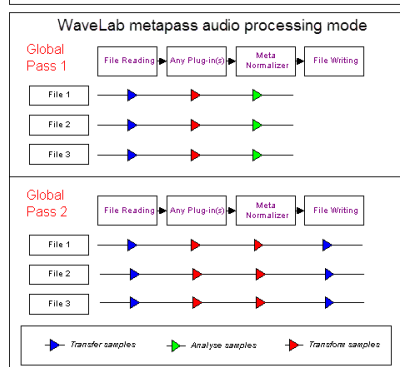 WaveLab metapass audio processing mode
Global
Pass 1
File Reading
Any Plug-in(s)
Meta
Normalizer
File Writing
File 1
File 2
File 3
Global
Pass 2
File Reading
Any Plug-in(s)
Meta
Normalizer
File Writing
File 1
File 2
File 3
Transfer samples
Analyse samples
Transform samples